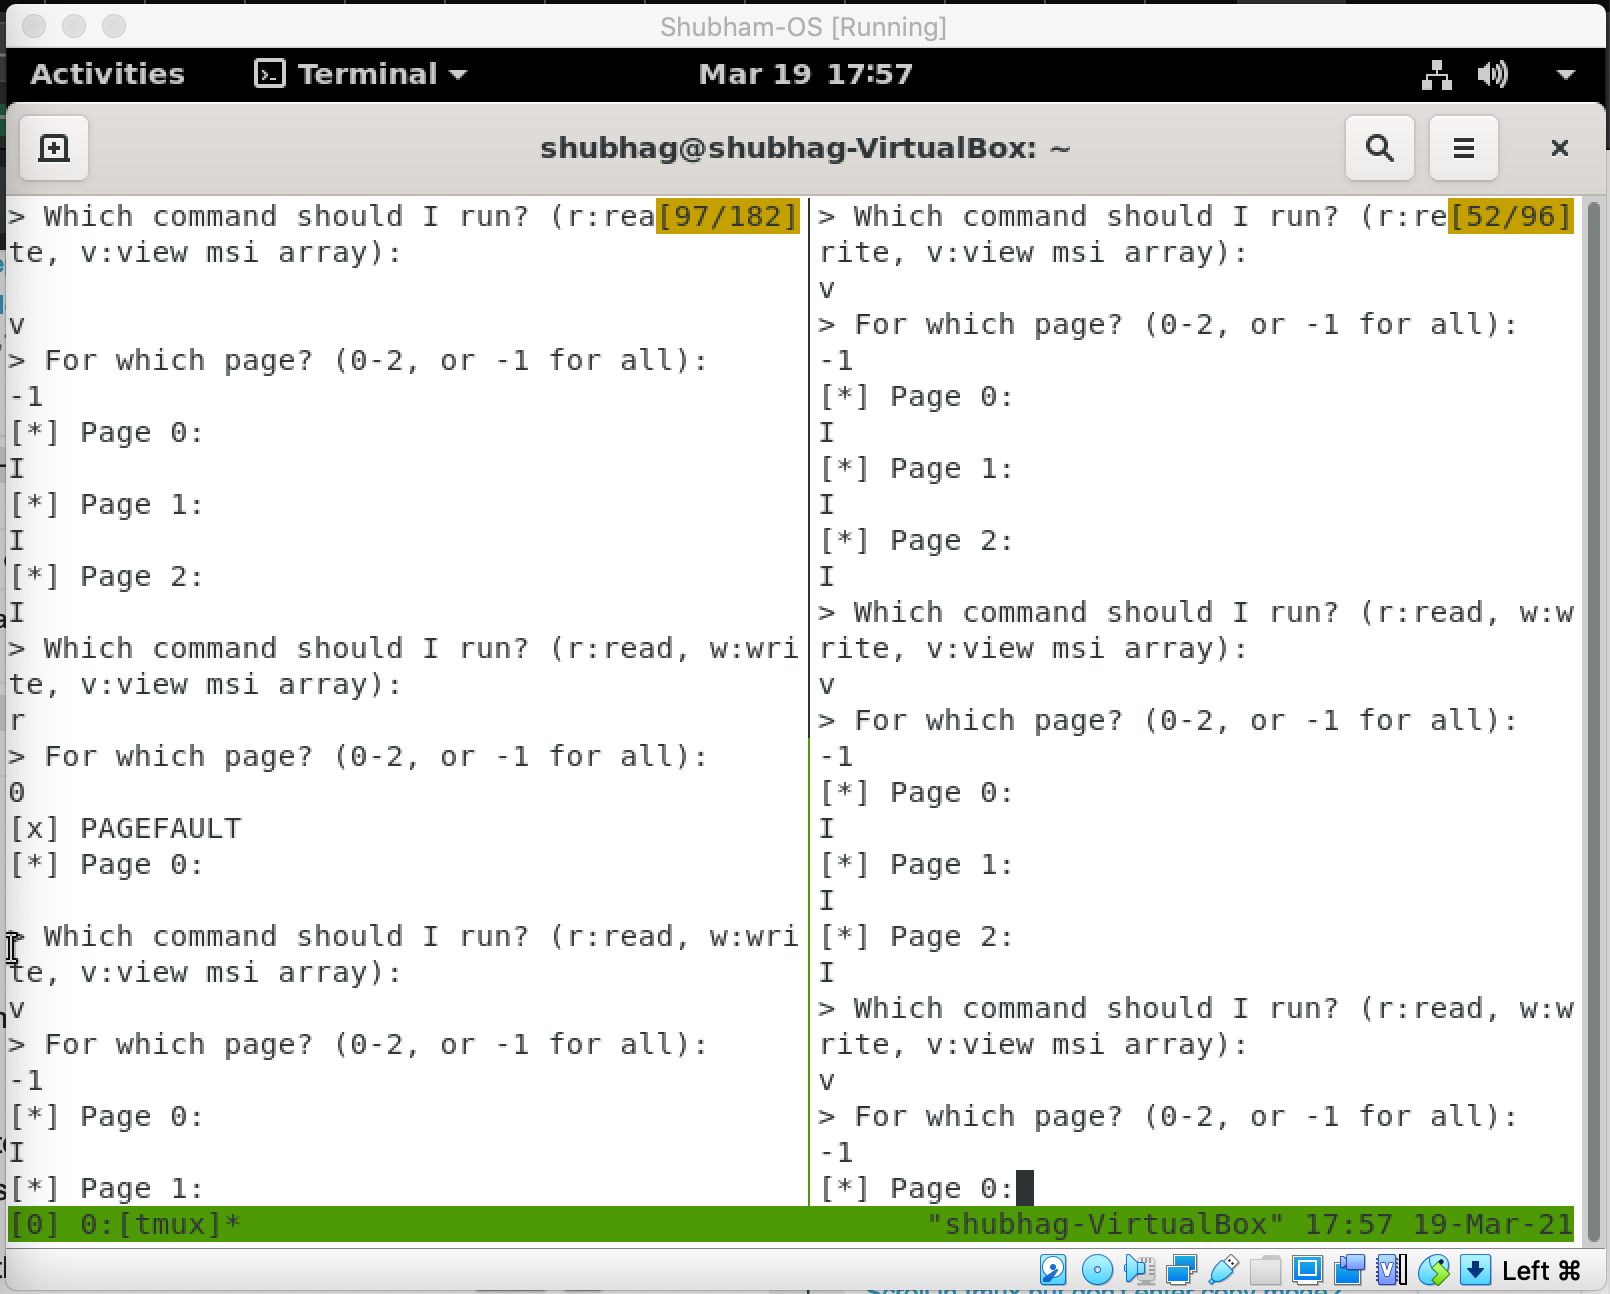 Shubham-OS [Running]
Activities Terminal Mar 19 17:57
shubhag@shubhag-VirtualBox: ~
> Which command should I run? (r:rea[97/182]
te, v:view msi array):
v
> For which page? (0-2, or -1 for all):
-1
[*] Page 0:
I
[*] Page 1:
I
[*] Page 2:
I
> Which command should I run? (r:read, w:wri
te, v:view msi array):
r
> For which page? (0-2, or -1 for all):
0
[x] PAGEFAULT
[*] Page 0:
> Which command should I run? (r:read, w:wri
te, v:view msi array):
v
> For which page? (0-2, or -1 for all):
-1
[*] Page 0:
I
[*] Page 1:
> Which command should I run? (r:re[52/96]
rite, v:view msi array):
v
> For which page? (0-2, or -1 for all):
-1
[*] Page 0:
I
[*] Page 1:
I
[*] Page 2:
I
> Which command should I run? (r:read, w:w
rite, v:view msi array):
v
> For which page? (0-2, or -1 for all):
-1
[*] Page 0:
I
[*] Page 1:
I
[*] Page 2:
I
> Which command should I run? (r:read, w:w
rite, v:view msi array):
v
> For which page? (0-2, or -1 for all):
-1
[*] Page 0:
[0] 0:[tmux]* "shubhag-VirtualBox" 17:57 19-Mar-21
Left ⌘